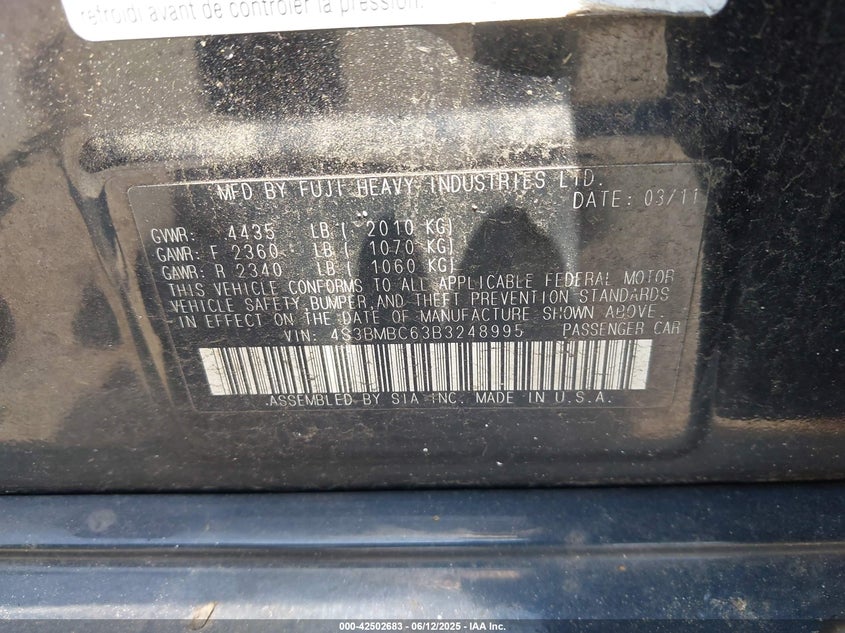 refroidi avant de contrôler la pression.
MFD BY FUJI HEAVY INDUSTRIES LTD.
DATE: 03/11
GVWR: 4435 LB ( 2010 KG)
GAWR: F 2360 LB ( 1070 KG)
GAWR: R 2340 LB ( 1060 KG)
THIS VEHICLE CONFORMS TO ALL APPLICABLE FEDERAL MOTOR
VEHICLE SAFETY, BUMPER, AND THEFT PREVENTION STANDARDS
IN EFFECT ON THE DATE OF MANUFACTURE SHOWN ABOVE.
VIN: 4S3BMBC63B3248995 PASSENGER CAR
ASSEMBLED BY SIA INC. MADE IN U.S.A.
000-42502683 - 06/12/2025 - IAA Inc.